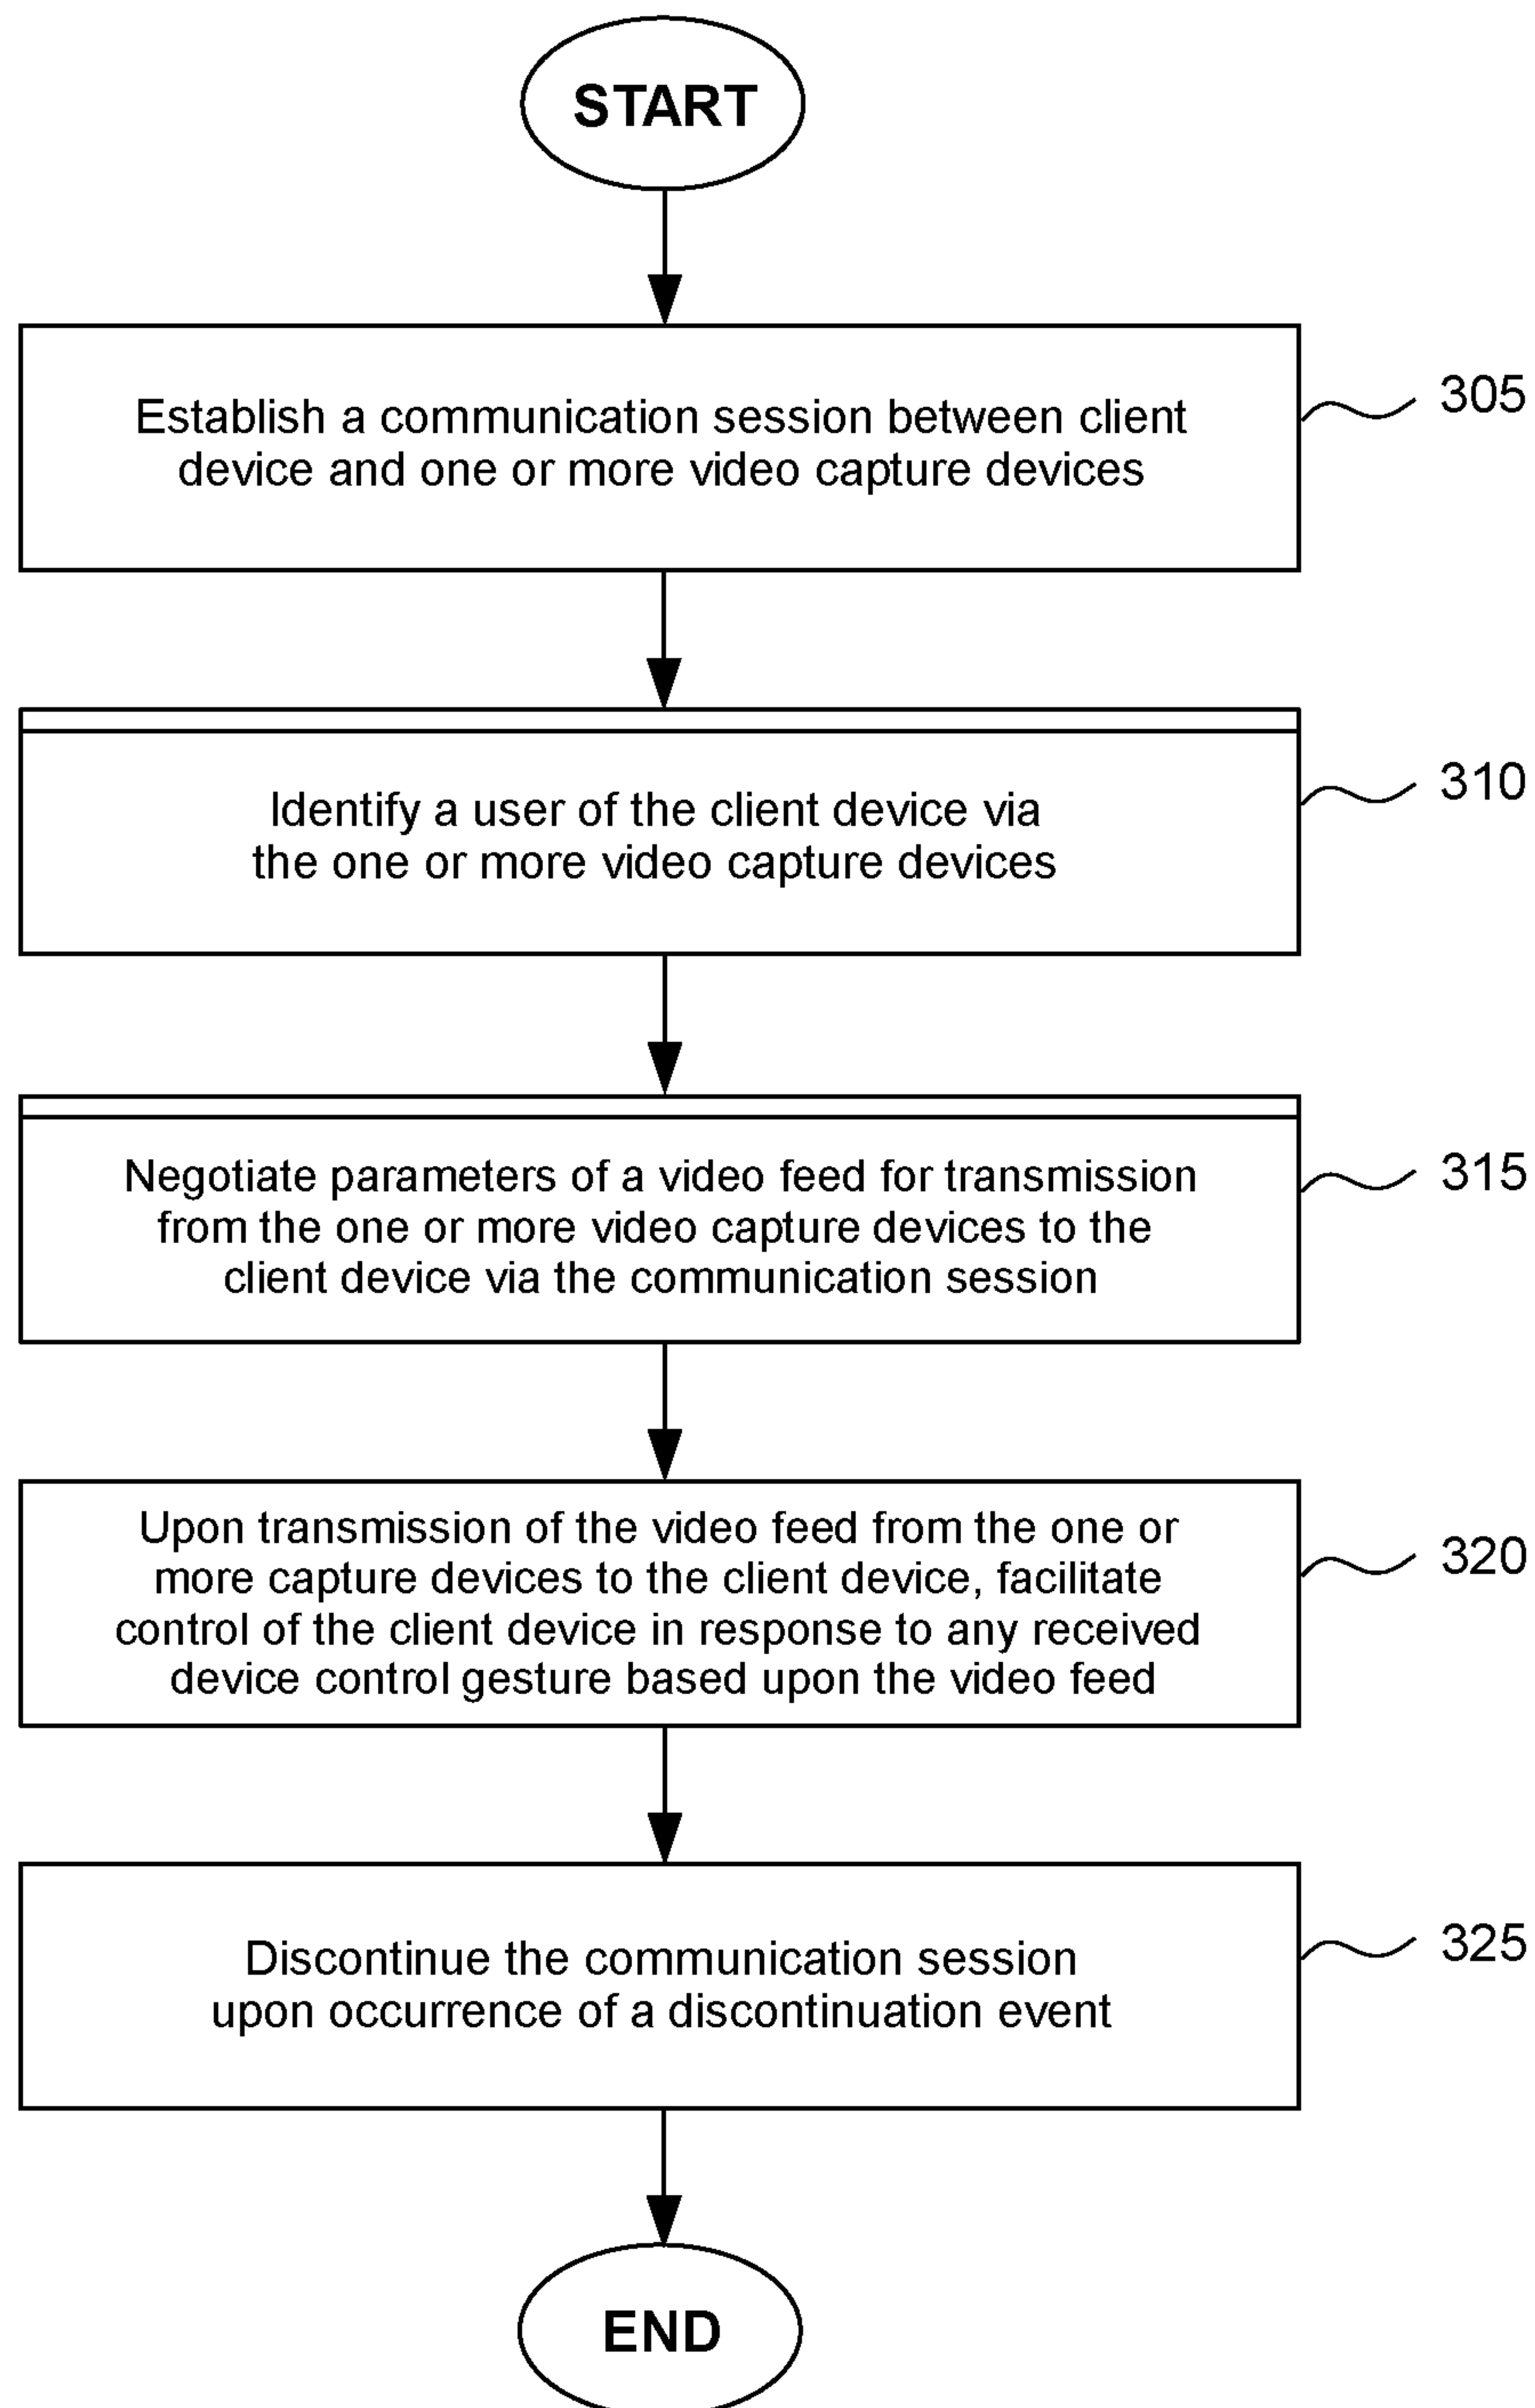 START
Establish a communication session between client
device and one or more video capture devices
305
Identify a user of the client device via
the one or more video capture devices
310
Negotiate parameters of a video feed for transmission
from the one or more video capture devices to the
client device via the communication session
315
Upon transmission of the video feed from the one or
more capture devices to the client device, facilitate
control of the client device in response to any received
device control gesture based upon the video feed
320
Discontinue the communication session
upon occurrence of a discontinuation event
325
END